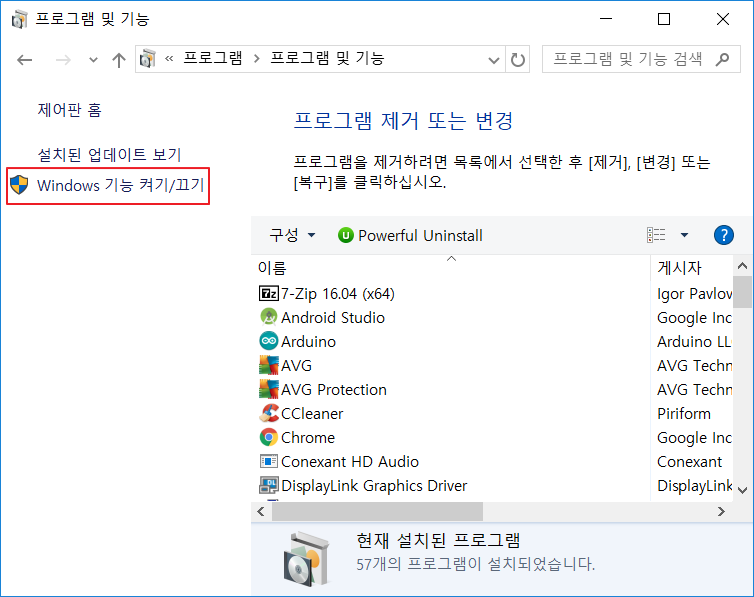 프로그램 및 기능
« 프로그램 > 프로그램 및 기능
프로그램 및 기능 검색
제어판 홈
설치된 업데이트 보기
Windows 기능 켜기/끄기
프로그램 제거 또는 변경
프로그램을 제거하려면 목록에서 선택한 후 [제거], [변경] 또는
[복구]를 클릭하십시오.
구성 Powerful Uninstall
이름 게시자
7-Zip 16.04 (x64) Igor Pavlov
Android Studio Google Inc
Arduino Arduino LLC
AVG AVG Techn
AVG Protection AVG Techn
CCleaner Piriform
Chrome Google Inc
Conexant HD Audio Conexant
DisplayLink Graphics Driver DisplayLink
현재 설치된 프로그램
57개의 프로그램이 설치되었습니다.